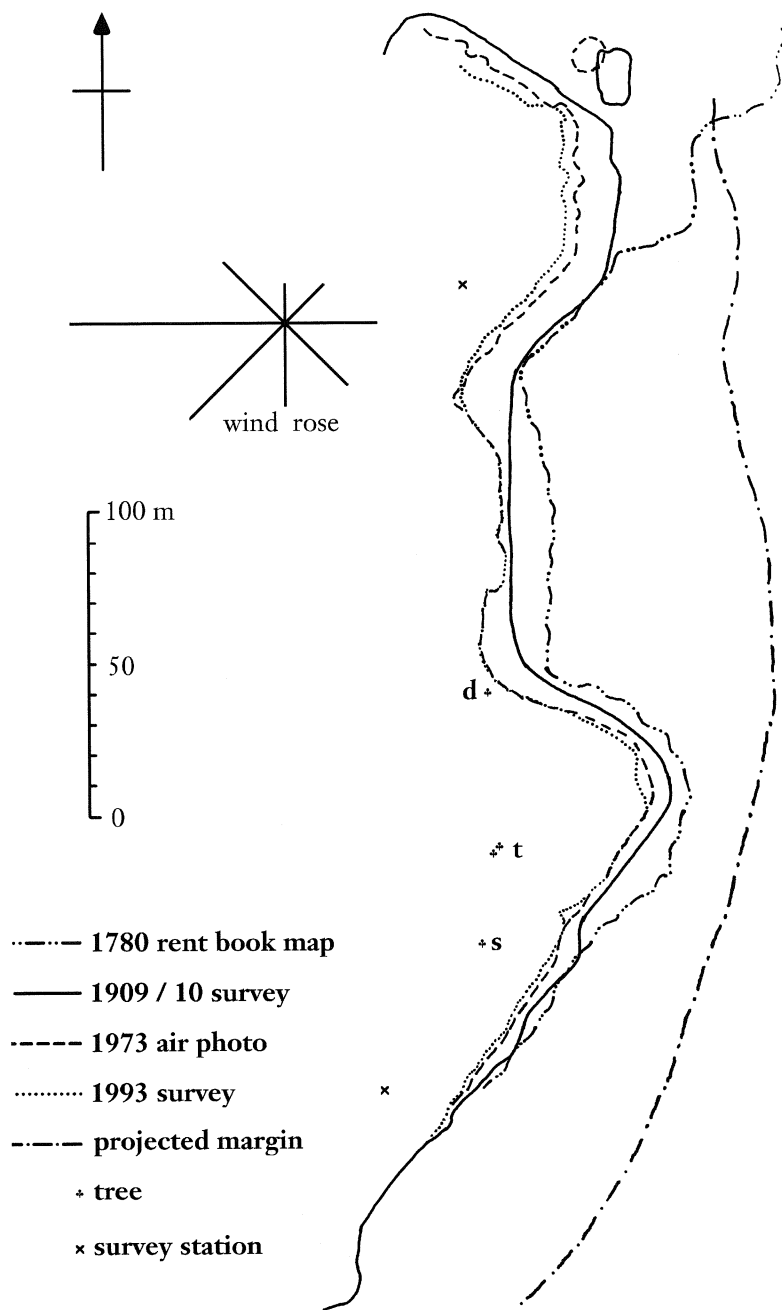 wind rose
100 m
50
0
d
t
s
1780 rent book map
1909 / 10 survey
1973 air photo
1993 survey
projected margin
tree
survey station